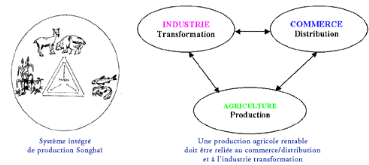 INDUSTRIE
Transformation
COMMERCE
Distribution
AGRICULTURE
Production
Système intégré
de production Songhaï
Une production agricole rentable
doit être reliée au commerce/distribution
et à l'industrie transformation